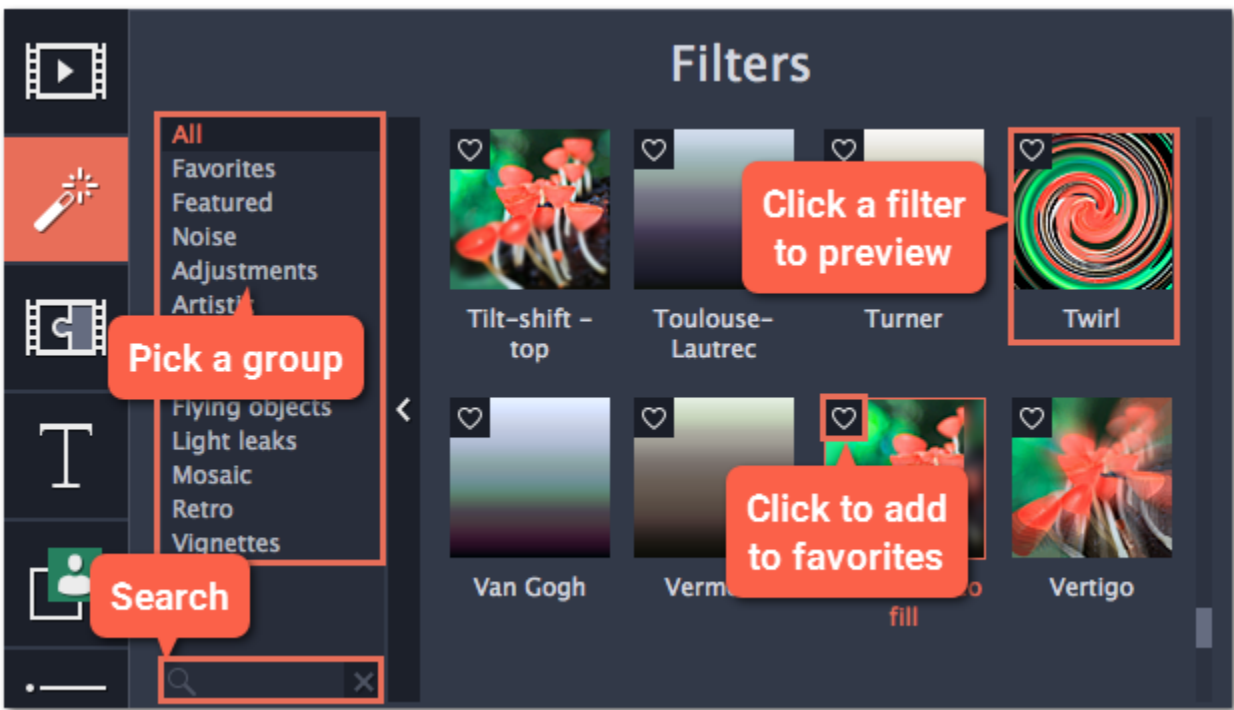 Filters
All
Favorites
Featured
Noise
Adjustments
Pick a group
Flying objects
Light leaks
Mosaic
Retro
Vignettes
Search
Click a filter
to preview
Tilt-shift -
top
Toulouse-
Lautrec
Turner
Twirl
Click to add
to favorites
Van Gogh
fill
Vertigo
T